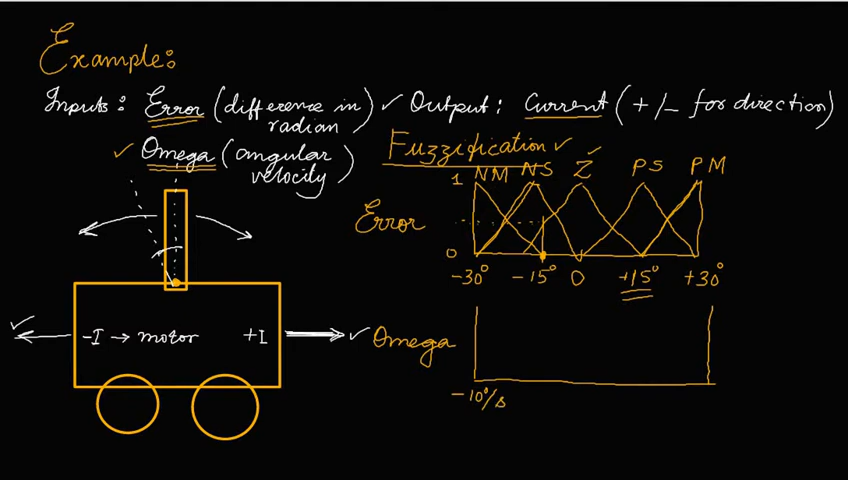 Example:
Inputs: Error (difference in radian)
Omega (angular velocity)
Output: Current (+/- for direction)
Fuzzification
1 NM NS Z PS PM
Error
0
-30° -15° 0 +15° +30°
-I → motor +I
Omega
-10°/s